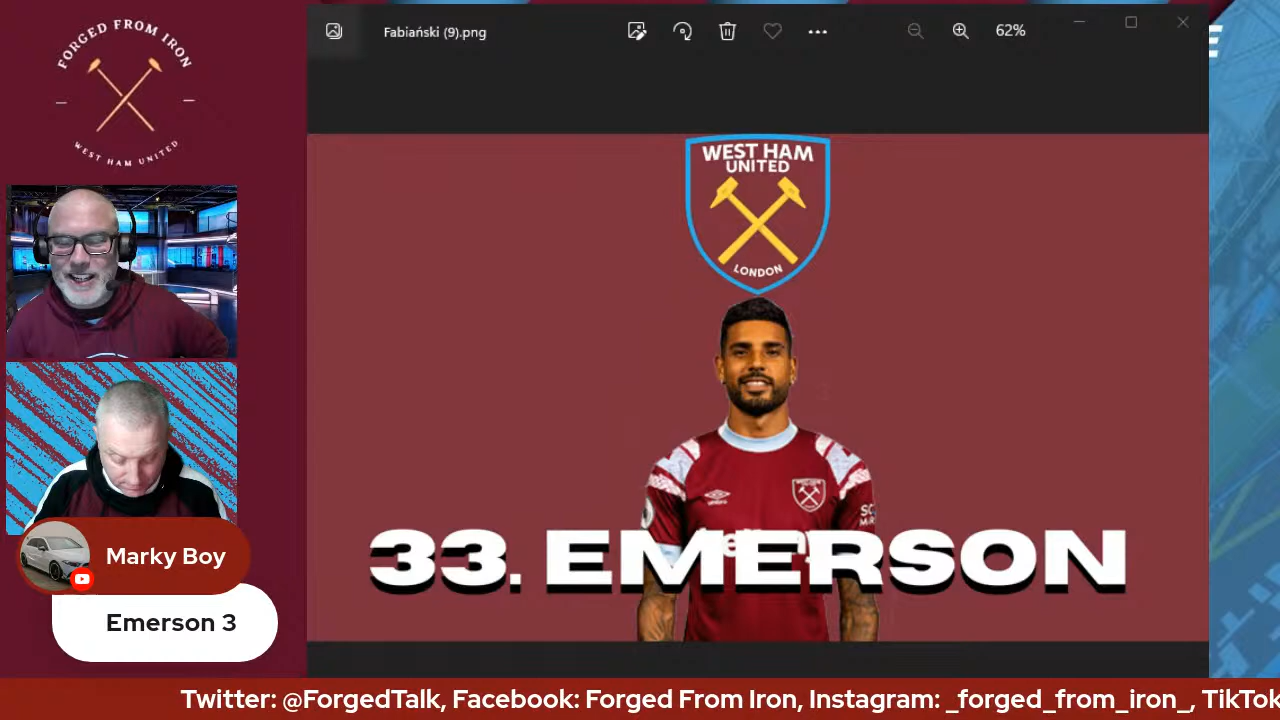 FORGED FROM IRON
WEST HAM UNITED
Fabiański (9).png
62%
WEST HAM
UNITED
LONDON
umbro
33. EMERSON
Marky Boy
Emerson 3
Twitter: @ForgedTalk, Facebook: Forged From Iron, Instagram: _forged_from_iron_, TikTok